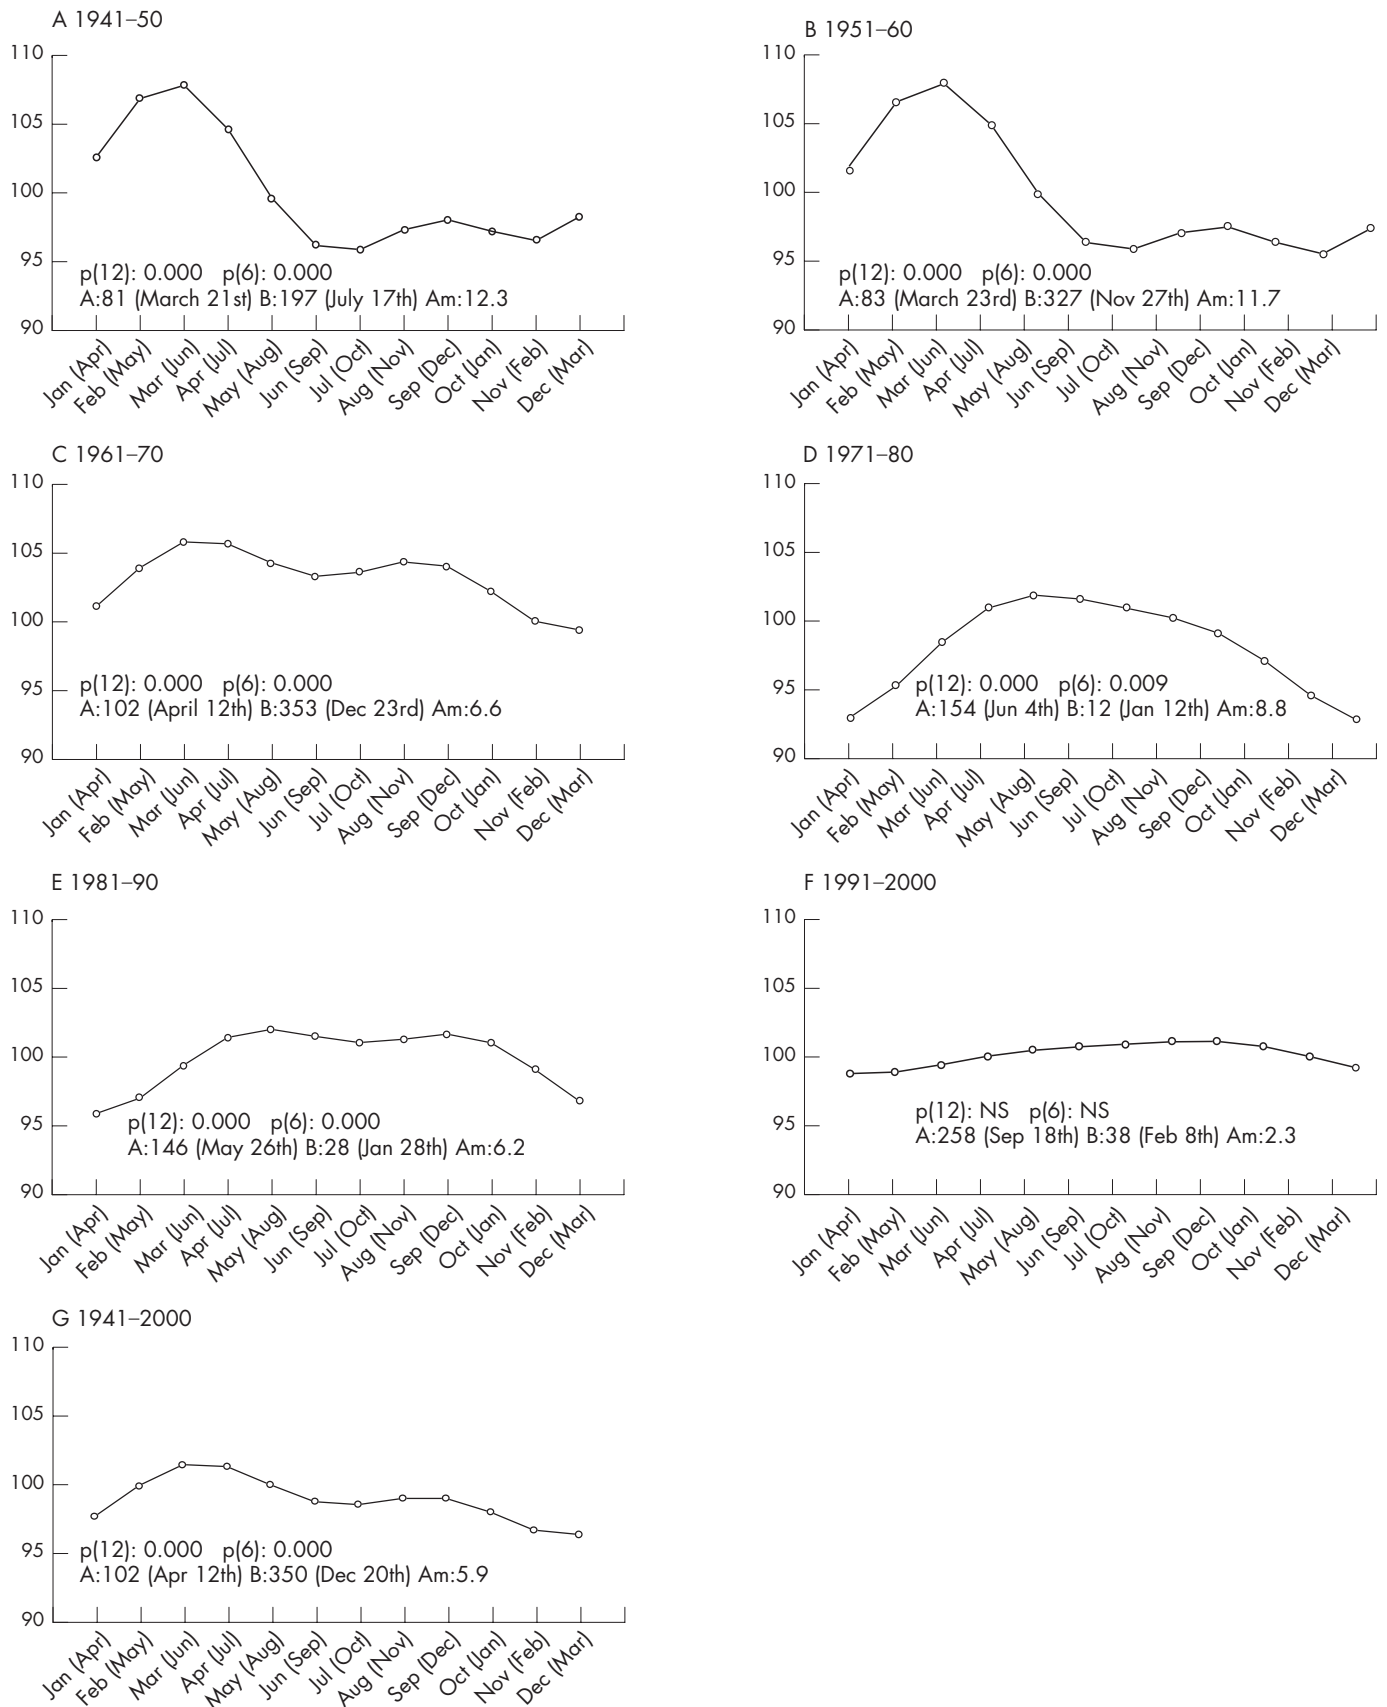 A 1941–50
110
105
100
95
90
p(12): 0.000 p(6): 0.000
A:81 (March 21st) B:197 (July 17th) Am:12.3
Jan (Apr)
Feb (May)
Mar (Jun)
Apr (Jul)
May (Aug)
Jun (Sep)
Jul (Oct)
Aug (Nov)
Sep (Dec)
Oct (Jan)
Nov (Feb)
Dec (Mar)
B 1951–60
110
105
100
95
90
p(12): 0.000 p(6): 0.000
A:83 (March 23rd) B:327 (Nov 27th) Am:11.7
Jan (Apr)
Feb (May)
Mar (Jun)
Apr (Jul)
May (Aug)
Jun (Sep)
Jul (Oct)
Aug (Nov)
Sep (Dec)
Oct (Jan)
Nov (Feb)
Dec (Mar)
C 1961–70
110
105
100
95
90
p(12): 0.000 p(6): 0.000
A:102 (April 12th) B:353 (Dec 23rd) Am:6.6
Jan (Apr)
Feb (May)
Mar (Jun)
Apr (Jul)
May (Aug)
Jun (Sep)
Jul (Oct)
Aug (Nov)
Sep (Dec)
Oct (Jan)
Nov (Feb)
Dec (Mar)
D 1971–80
110
105
100
95
90
p(12): 0.000 p(6): 0.009
A:154 (Jun 4th) B:12 (Jan 12th) Am:8.8
Jan (Apr)
Feb (May)
Mar (Jun)
Apr (Jul)
May (Aug)
Jun (Sep)
Jul (Oct)
Aug (Nov)
Sep (Dec)
Oct (Jan)
Nov (Feb)
Dec (Mar)
E 1981–90
110
105
100
95
90
p(12): 0.000 p(6): 0.000
A:146 (May 26th) B:28 (Jan 28th) Am:6.2
Jan (Apr)
Feb (May)
Mar (Jun)
Apr (Jul)
May (Aug)
Jun (Sep)
Jul (Oct)
Aug (Nov)
Sep (Dec)
Oct (Jan)
Nov (Feb)
Dec (Mar)
F 1991–2000
110
105
100
95
90
p(12): NS p(6): NS
A:258 (Sep 18th) B:38 (Feb 8th) Am:2.3
Jan (Apr)
Feb (May)
Mar (Jun)
Apr (Jul)
May (Aug)
Jun (Sep)
Jul (Oct)
Aug (Nov)
Sep (Dec)
Oct (Jan)
Nov (Feb)
Dec (Mar)
G 1941–2000
110
105
100
95
90
p(12): 0.000 p(6): 0.000
A:102 (Apr 12th) B:350 (Dec 20th) Am:5.9
Jan (Apr)
Feb (May)
Mar (Jun)
Apr (Jul)
May (Aug)
Jun (Sep)
Jul (Oct)
Aug (Nov)
Sep (Dec)
Oct (Jan)
Nov (Feb)
Dec (Mar)